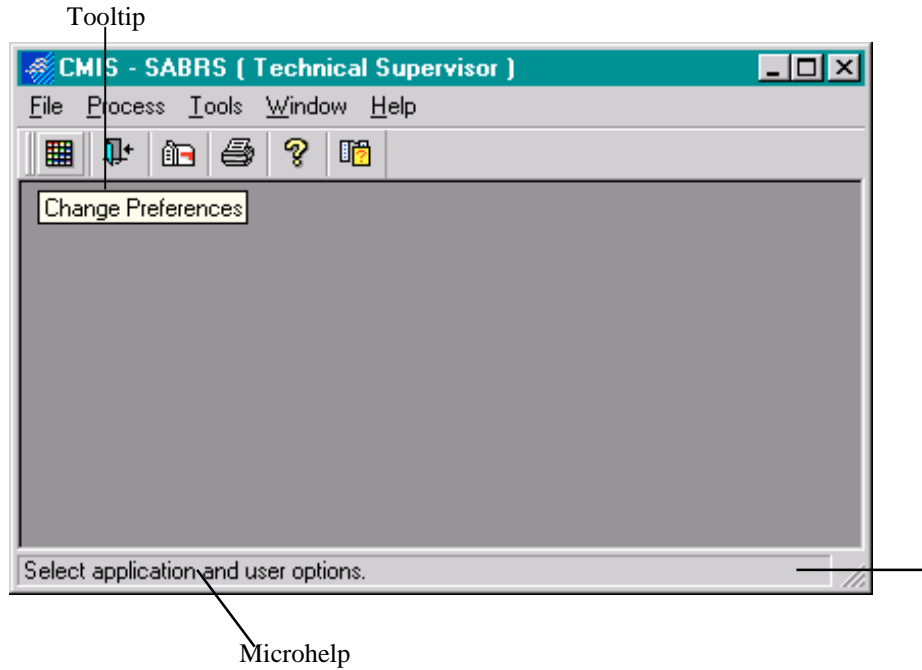 Tooltip
CMIS - SABRS ( Technical Supervisor )
File Process Tools Window Help
Change Preferences
Select application and user options.
Microhelp